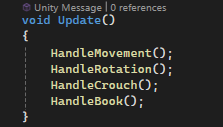 Unity Message | 0 references
void Update()
{
HandleMovement();
HandleRotation();
HandleCrouch();
HandleBook();
}